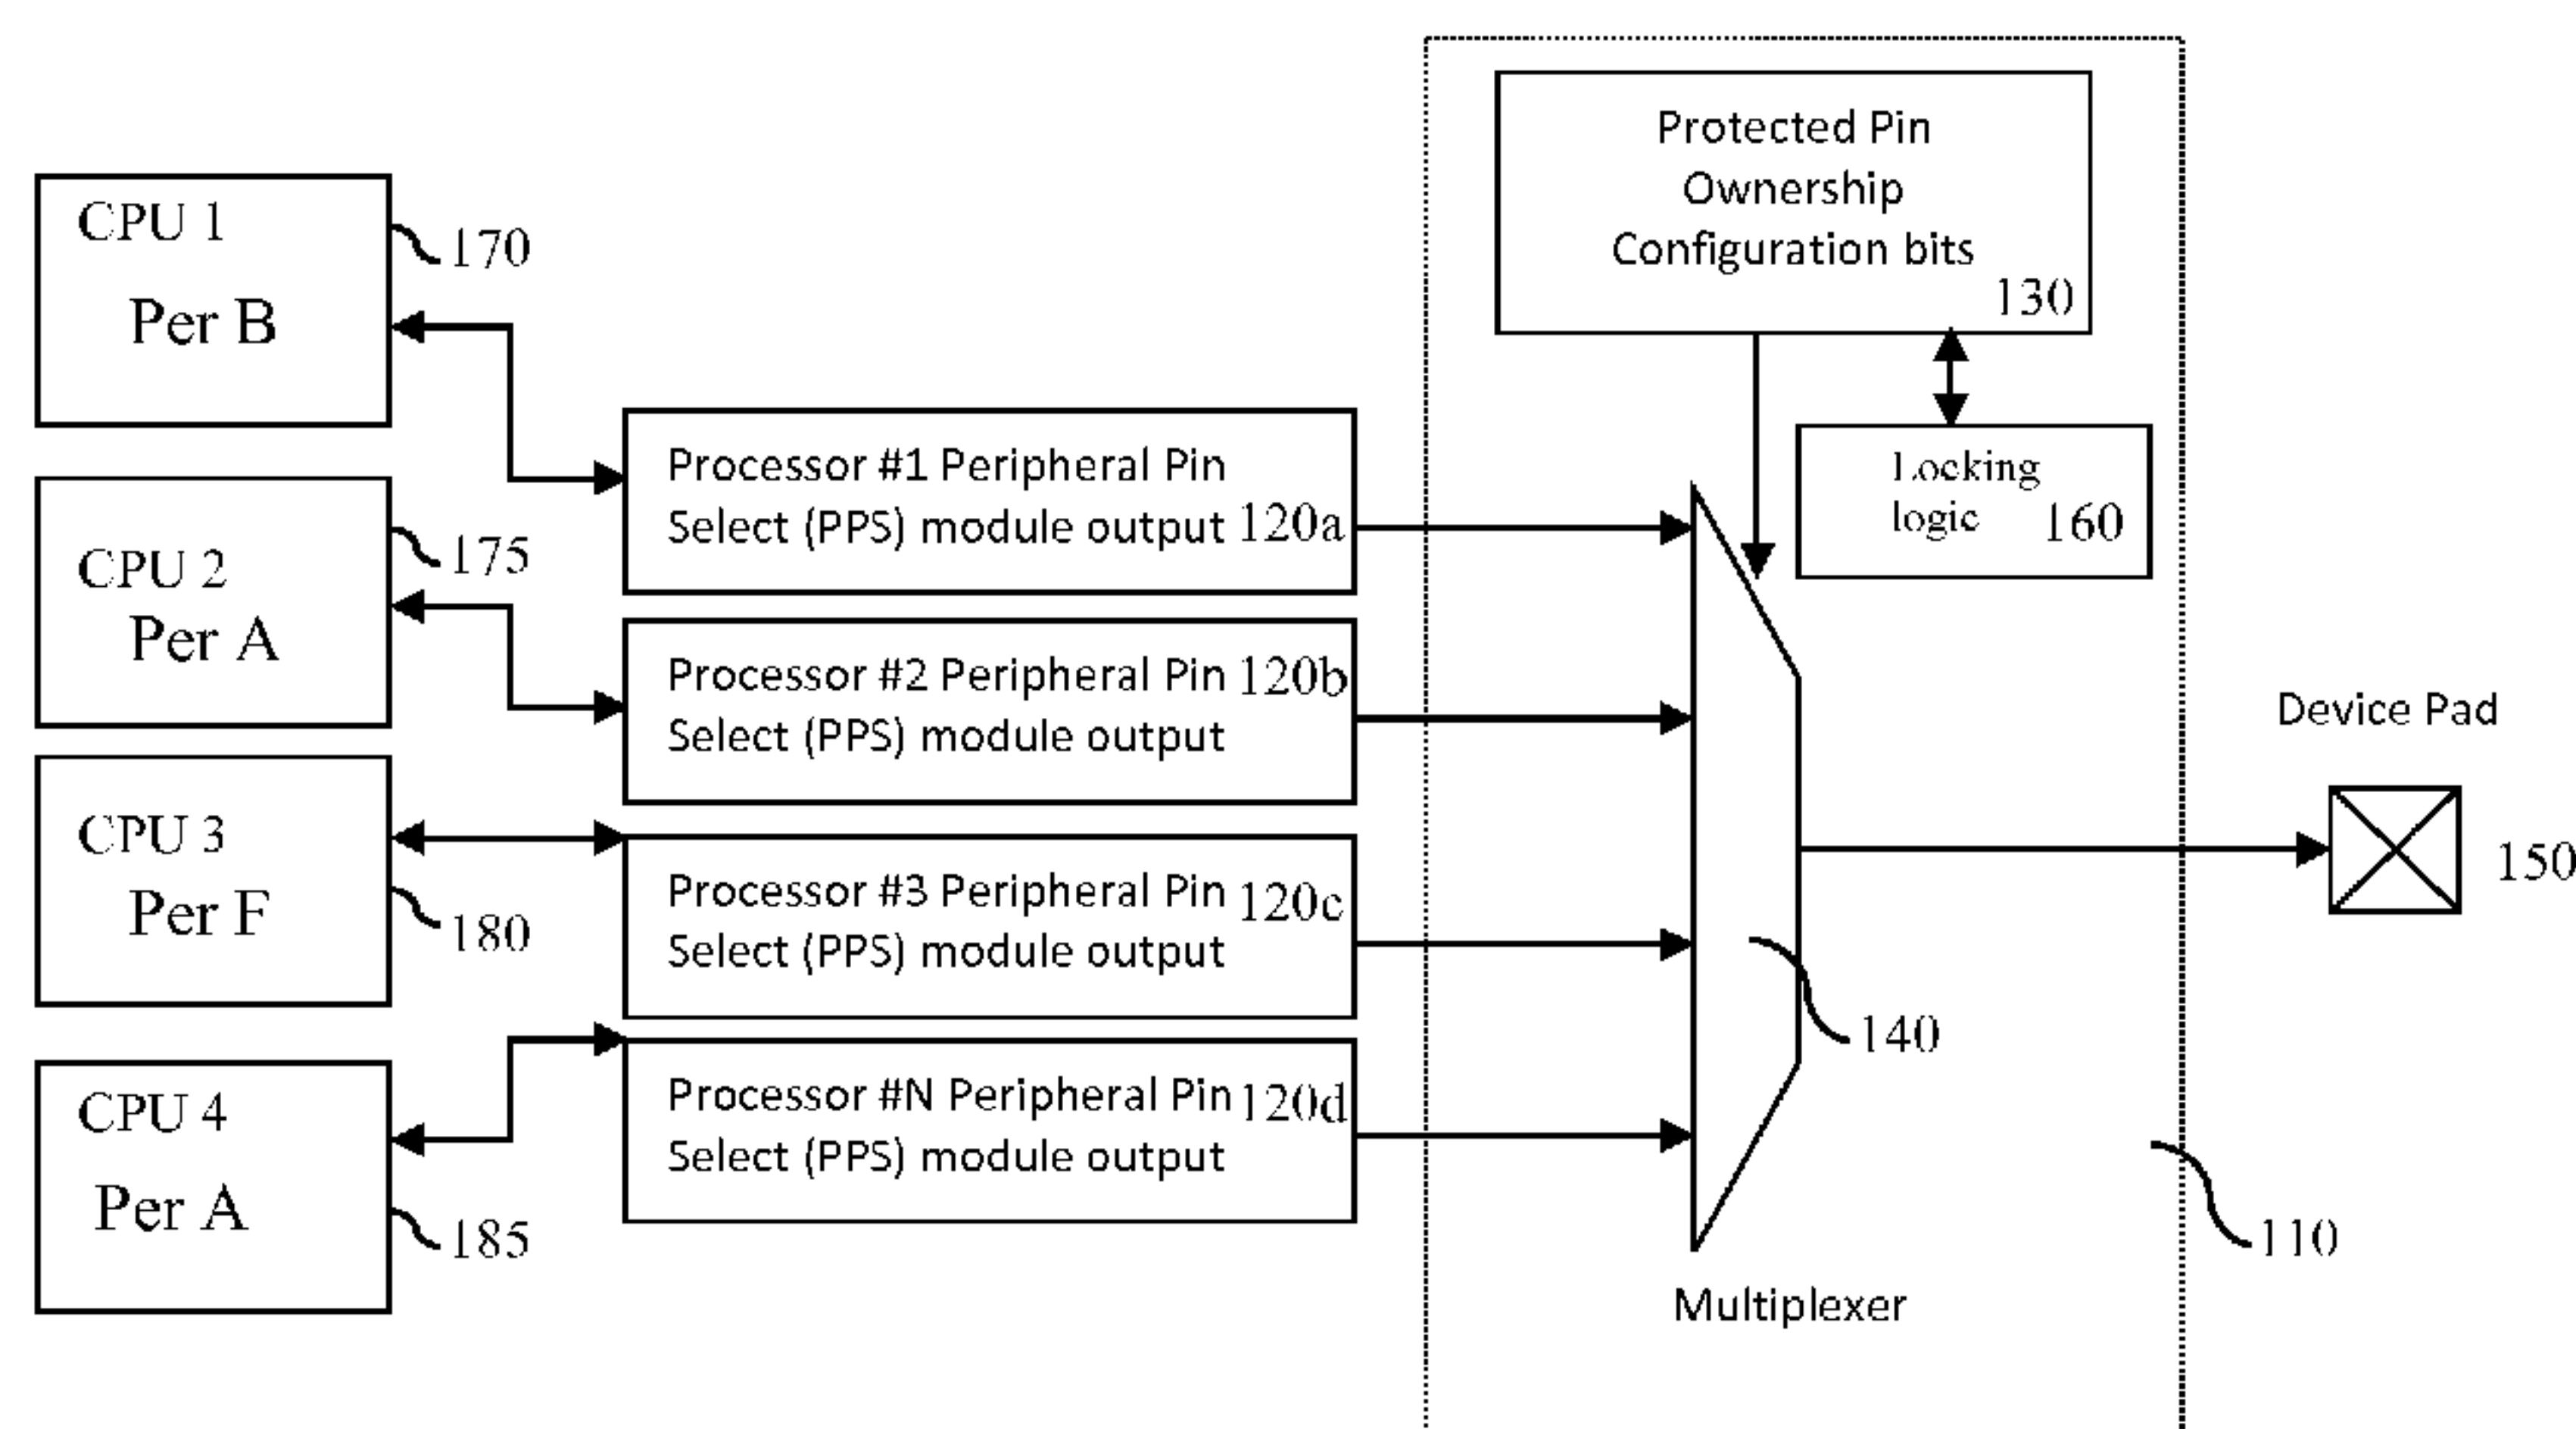 Protected Pin
Ownership
Configuration bits
130
CPU 1
170
Per B
Processor #1 Peripheral Pin
Select (PPS) module output 120a
Locking
logic 160
CPU 2
175
Per A
Processor #2 Peripheral Pin 120b
Select (PPS) module output
Device Pad
150
CPU 3
Per F
180
Processor #3 Peripheral Pin 120c
Select (PPS) module output
140
CPU 4
Per A
185
Processor #N Peripheral Pin 120d
Select (PPS) module output
110
Multiplexer